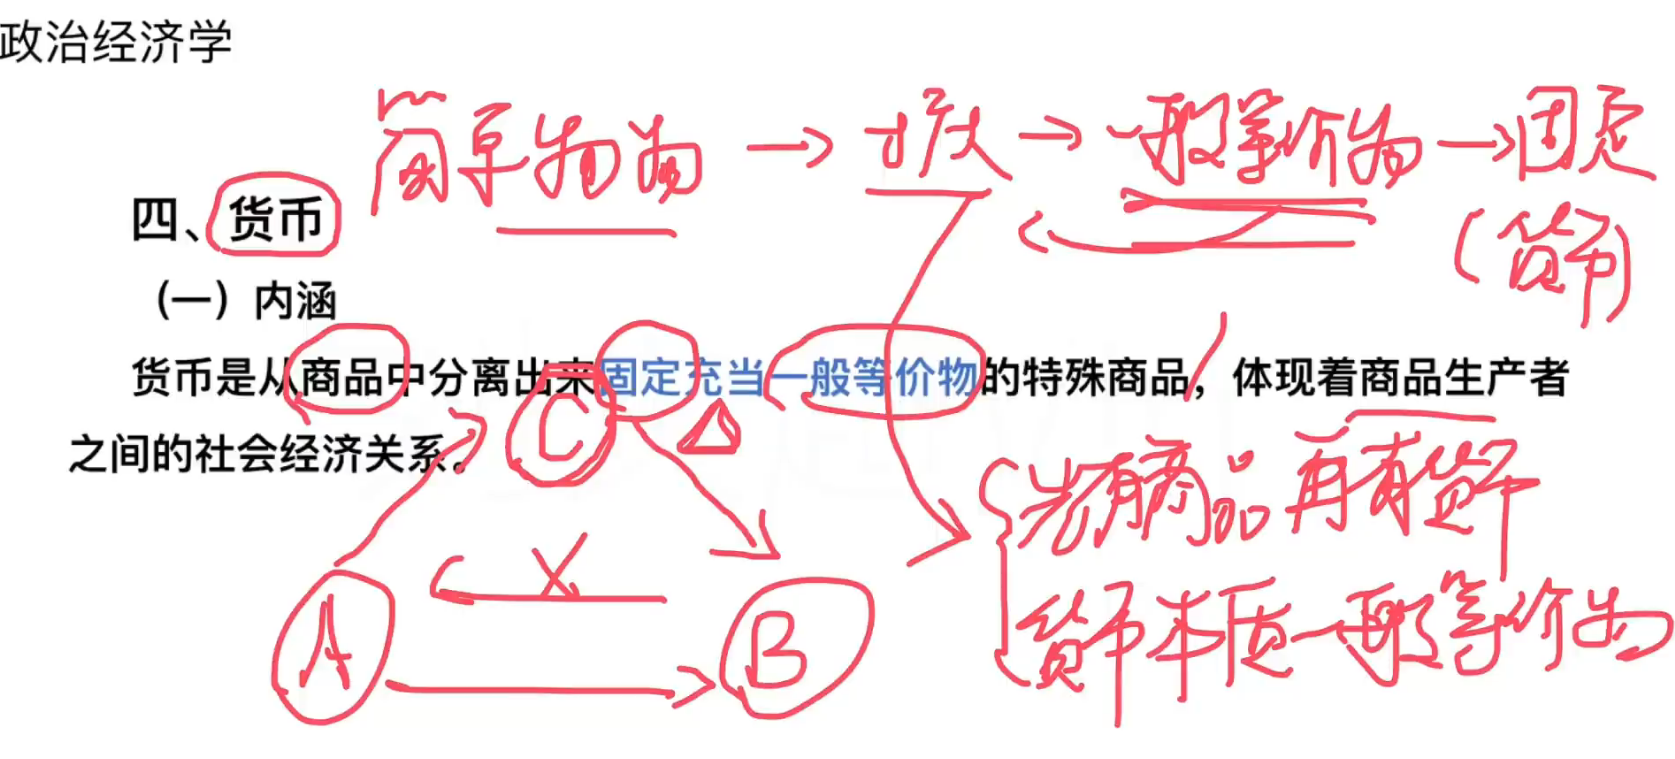 政治经济学
简单物物 → 扩大 → 一般等价物 → 固定
(货币)
四、货币
（一）内涵
货币是从商品中分离出来固定充当一般等价物的特殊商品，体现着商品生产者
之间的社会经济关系。
C
先有商品再有货币
X
A
B
货币本质一般等价物